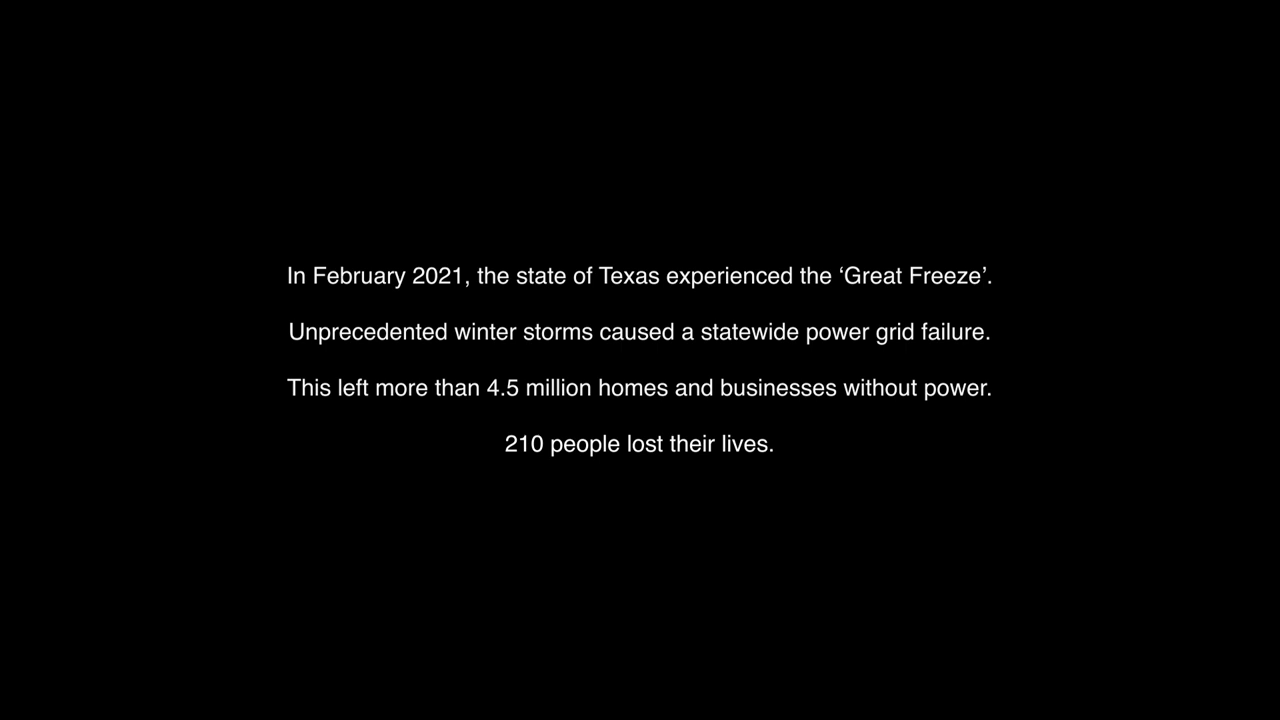 In February 2021, the state of Texas experienced the ‘Great Freeze’.
Unprecedented winter storms caused a statewide power grid failure.
This left more than 4.5 million homes and businesses without power.
210 people lost their lives.